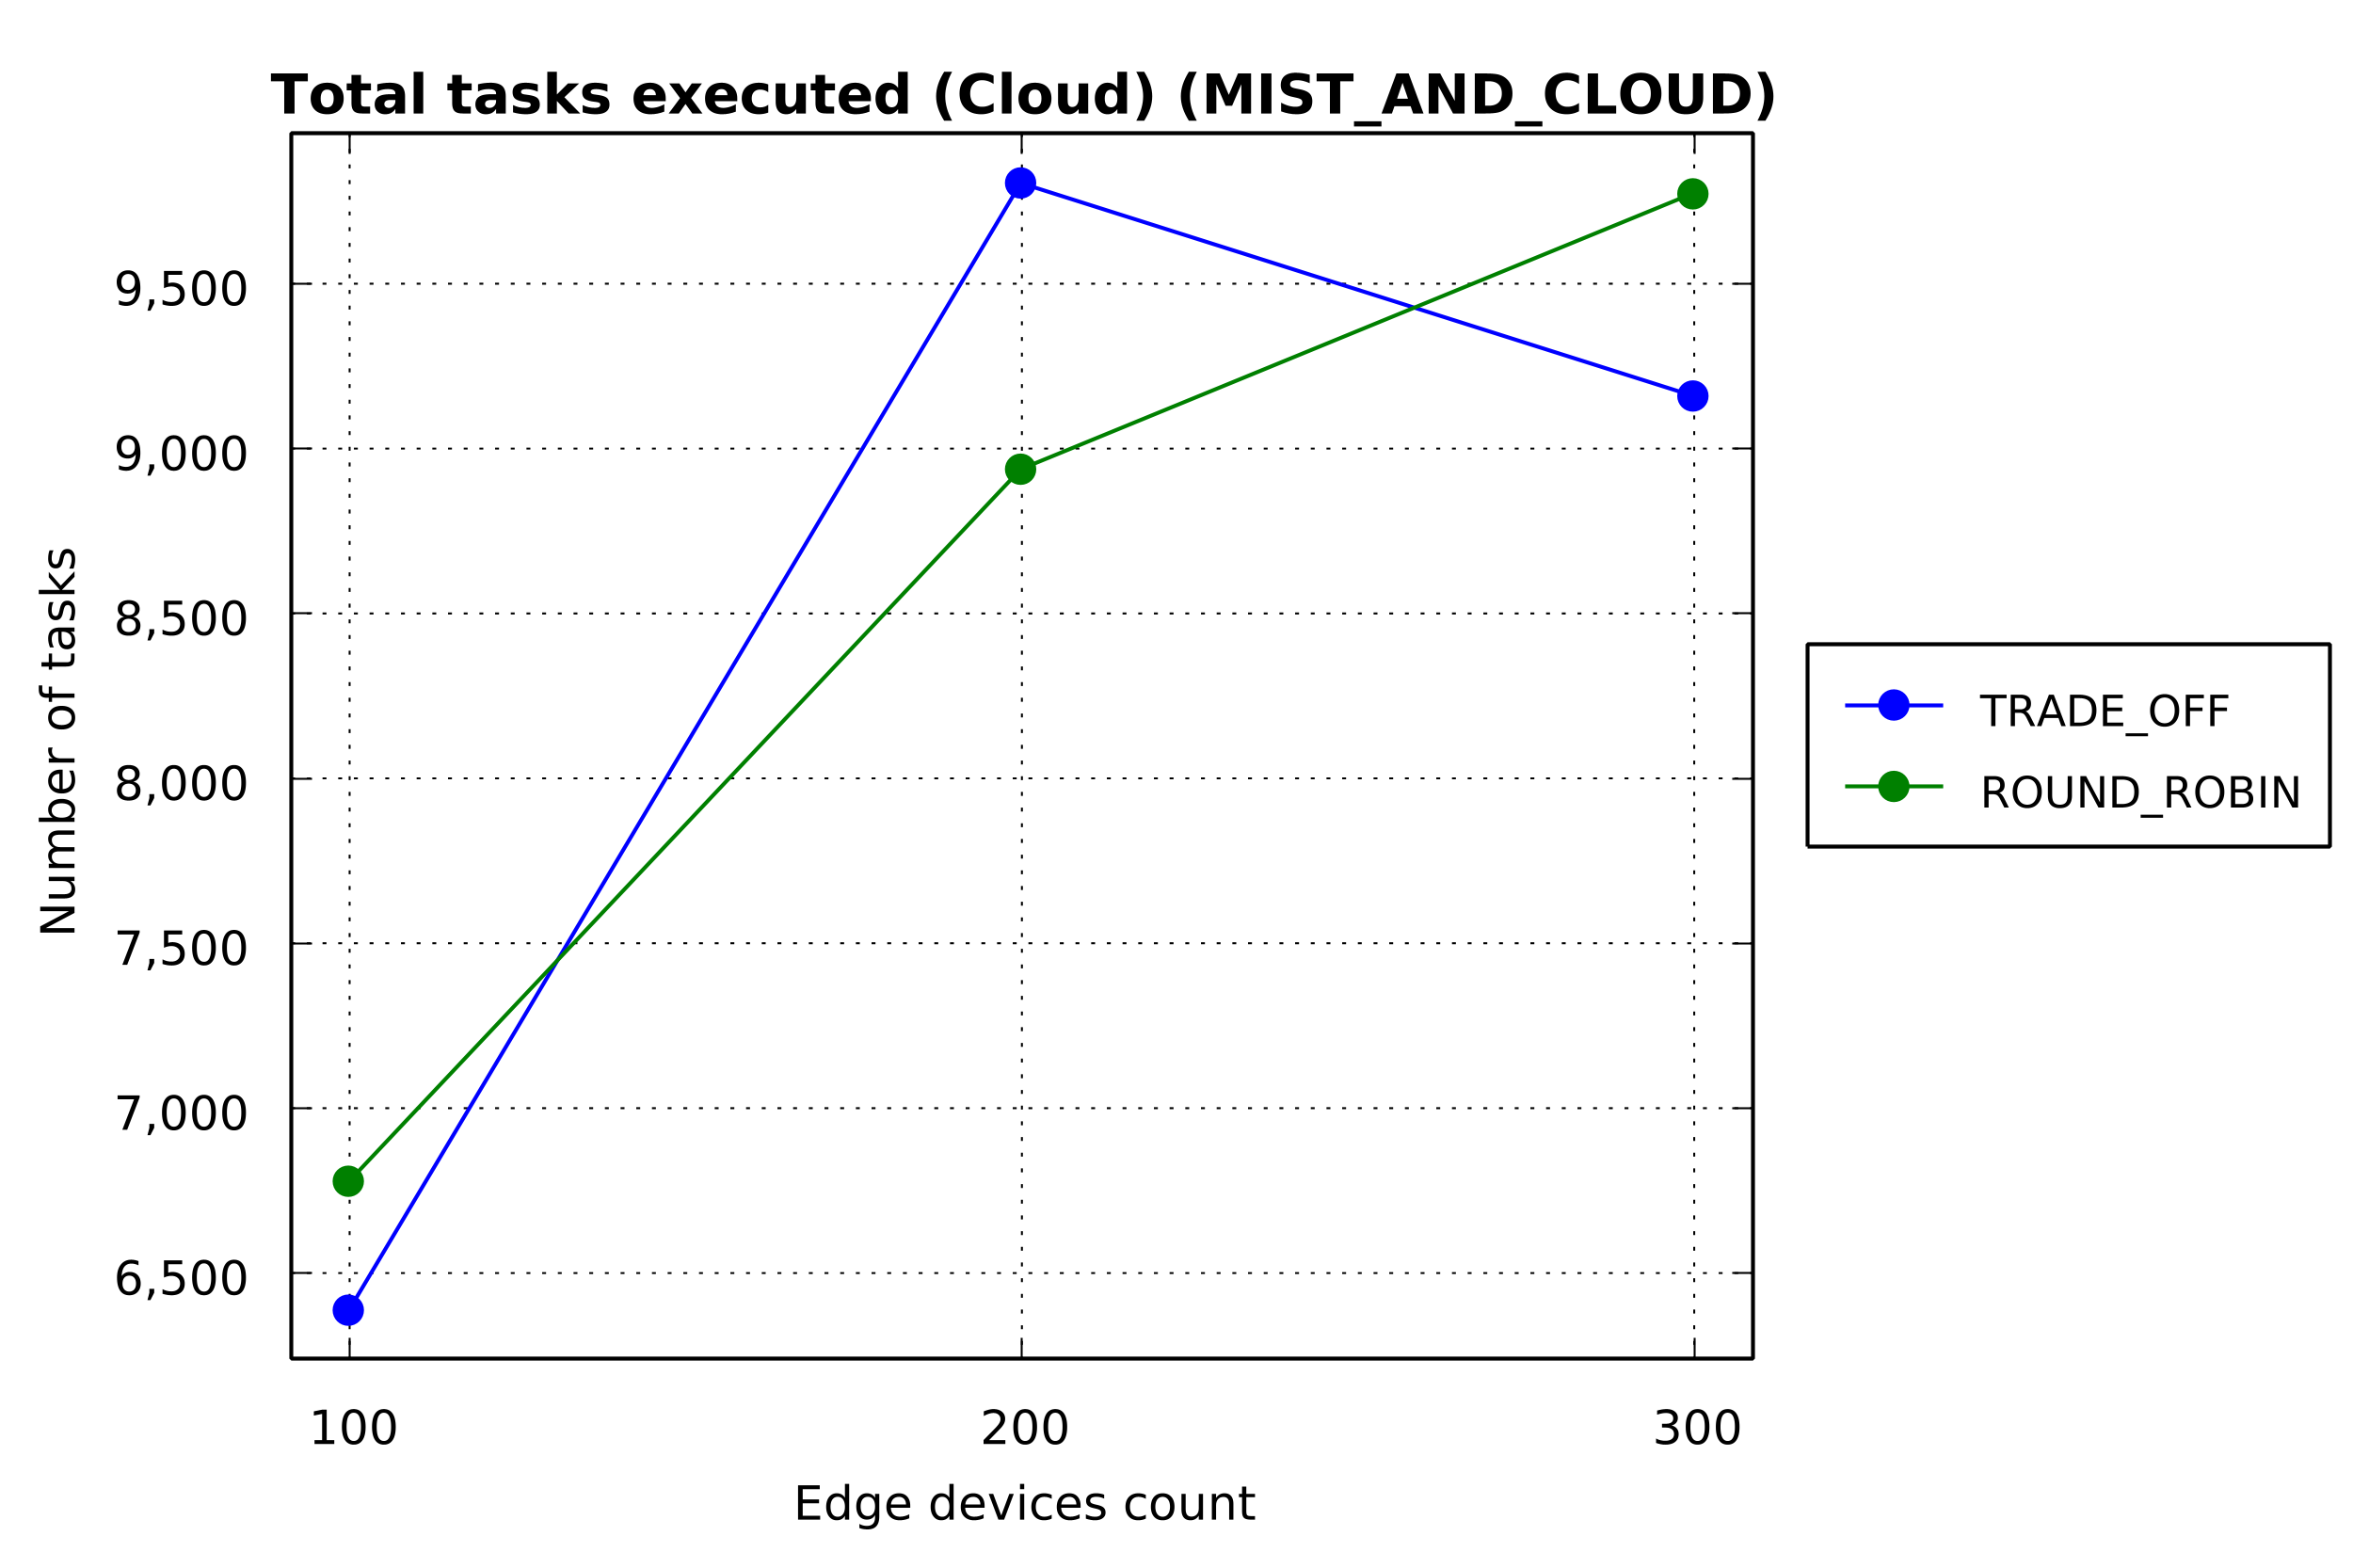 Total tasks executed (Cloud) (MIST_AND_CLOUD)
9,500
9,000
8,500
8,000
7,500
7,000
6,500
Number of tasks
100 200 300
Edge devices count
TRADE_OFF
ROUND_ROBIN